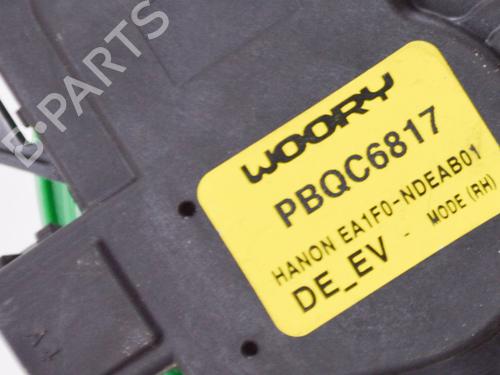 B-PARTS
WOORY
PBQC6817
HANON EA1F0-NDEAB01
DE_EV - MODE (RH)